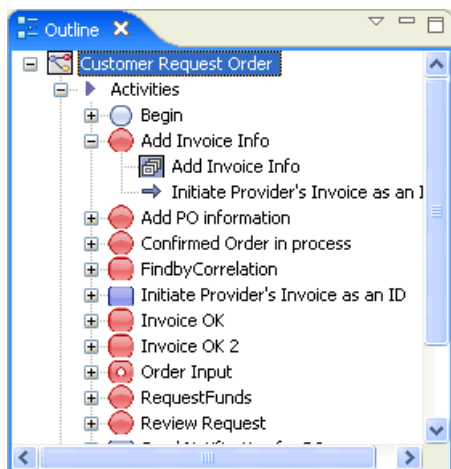 Outline
Customer Request Order
Activities
Begin
Add Invoice Info
Add Invoice Info
Initiate Provider's Invoice as an I
Add PO information
Confirmed Order in process
FindbyCorrelation
Initiate Provider's Invoice as an ID
Invoice OK
Invoice OK 2
Order Input
RequestFunds
Review Request